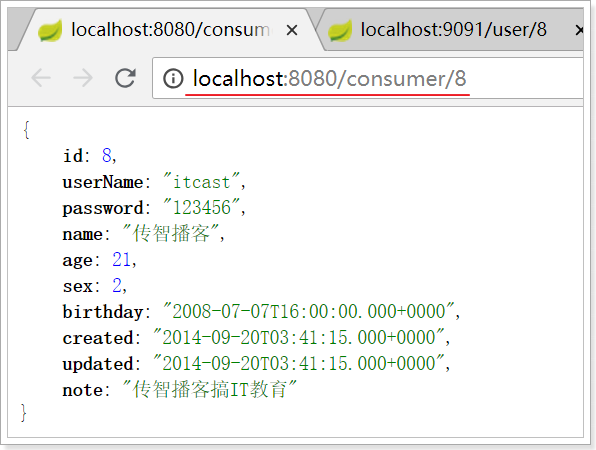 localhost:8080/consum
localhost:9091/user/8
localhost:8080/consumer/8
{
id: 8,
userName: "itcast",
password: "123456",
name: "传智播客",
age: 21,
sex: 2,
birthday: "2008-07-07T16:00:00.000+0000",
created: "2014-09-20T03:41:15.000+0000",
updated: "2014-09-20T03:41:15.000+0000",
note: "传智播客搞IT教育"
}